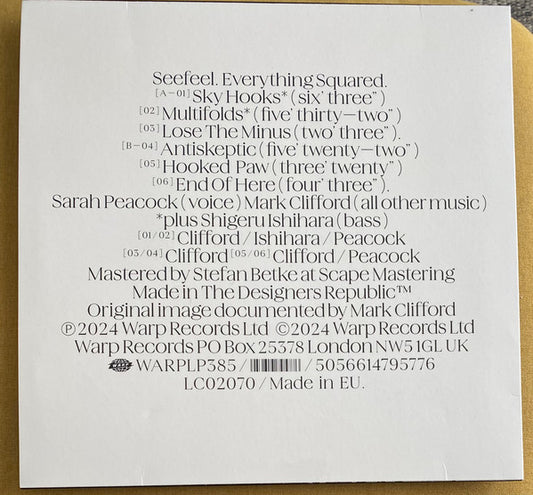 Seefeel. Everything Squared.
[A–01] Sky Hooks* ( six’ three” )
[02] Multifolds* ( five’ thirty–two” )
[03] Lose The Minus ( two’ three” ).
[B–04] Antiskeptic ( five’ twenty–two” )
[05] Hooked Paw ( three’ twenty” )
[06] End Of Here ( four’ three” ).
Sarah Peacock ( voice ) Mark Clifford ( all other music )
*plus Shigeru Ishihara ( bass )
[01/02] Clifford / Ishihara / Peacock
[03/04] Clifford [05/06] Clifford / Peacock
Mastered by Stefan Betke at Scape Mastering
Made in The Designers Republic™
Original image documented by Mark Clifford
℗ 2024 Warp Records Ltd ©2024 Warp Records Ltd
Warp Records PO Box 25378 London NW5 1GL UK
WARPLP385 / / 5056614795776
LC02070 / Made in EU.